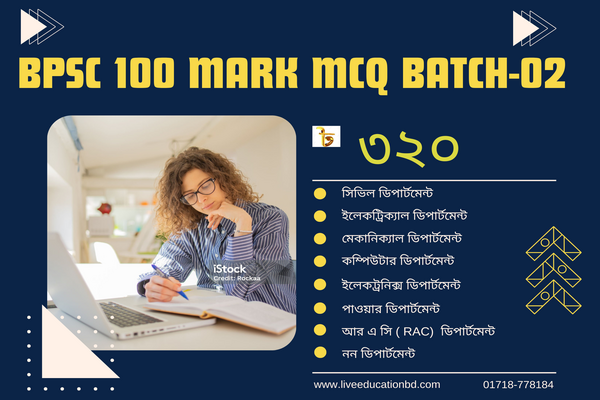 BPSC 100 MARK MCQ BATCH-02
৳ ৩২০
সিভিল ডিপার্টমেন্ট
ইলেকট্রিক্যাল ডিপার্টমেন্ট
মেকানিক্যাল ডিপার্টমেন্ট
কম্পিউটার ডিপার্টমেন্ট
ইলেকট্রনিক্স ডিপার্টমেন্ট
পাওয়ার ডিপার্টমেন্ট
আর এ সি ( RAC) ডিপার্টমেন্ট
নন ডিপার্টমেন্ট
iStock
Credit: Rockaa
www.liveeducationbd.com 01718-778184